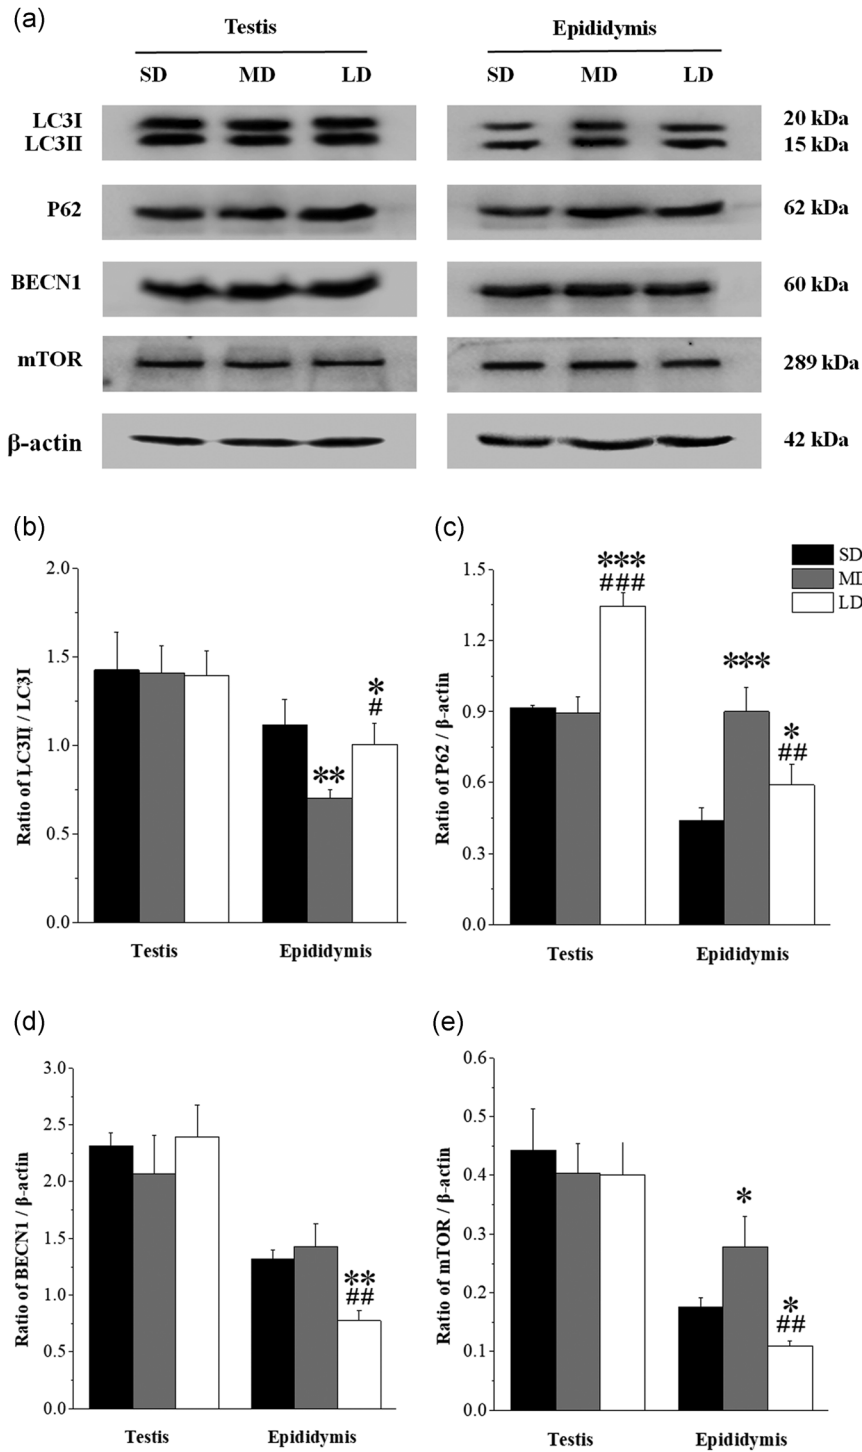 (a)
Testis Epididymis
SD MD LD SD MD LD
LC3I 20 kDa
LC3II 15 kDa
P62 62 kDa
BECN1 60 kDa
mTOR 289 kDa
β-actin 42 kDa
(b)
2.0
1.5
1.0
0.5
0.0
Ratio of LC3II / LC3I
**
*
#
Testis Epididymis
(c)
1.5
1.2
0.9
0.6
0.3
0.0
Ratio of P62 / β-actin
***
###
***
*
##
Testis Epididymis
SD
MD
LD
(d)
3.0
2.5
2.0
1.5
1.0
0.5
0.0
Ratio of BECN1 / β-actin
**
##
Testis Epididymis
(e)
0.6
0.5
0.4
0.3
0.2
0.1
0.0
Ratio of mTOR / β-actin
*
*
##
Testis Epididymis